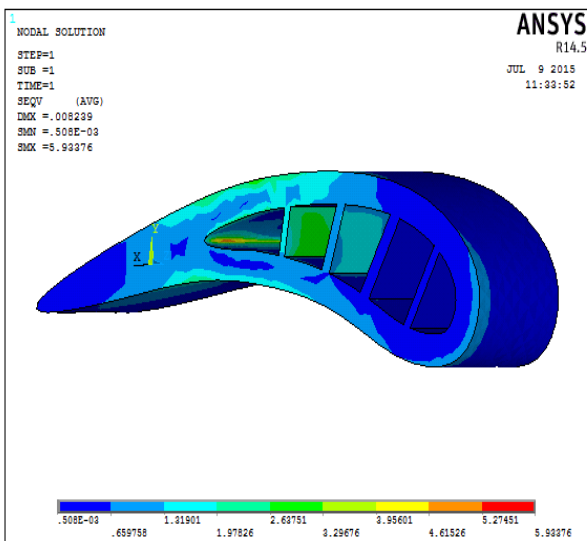 1
NODAL SOLUTION
STEP=1
SUB =1
TIME=1
SEQV (AVG)
DMX =.008239
SMN =.508E-03
SMX =5.93376
ANSYS
R14.5
JUL 9 2015
11:33:52
Y
X
.508E-03 1.31901 2.63751 3.95601 5.27451
.659758 1.97826 3.29676 4.61526 5.93376